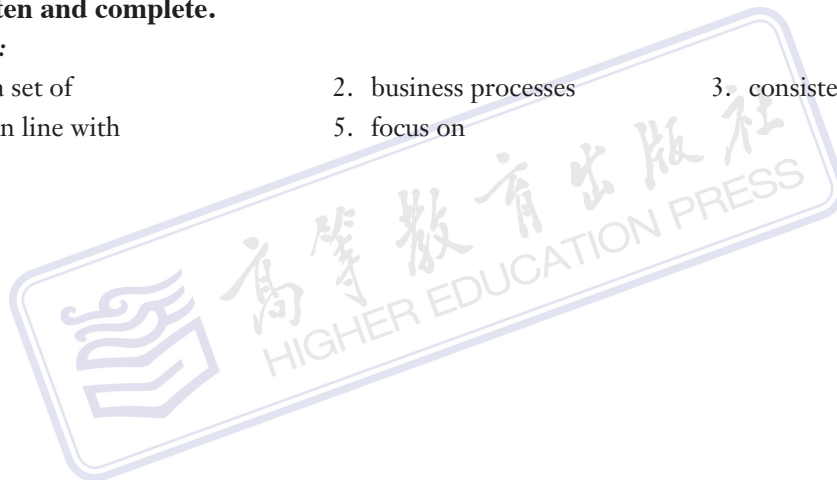 ten and complete.
:
a set of 2. business processes 3. consiste
n line with 5. focus on
高等教育出版社
HIGHER EDUCATION PRESS